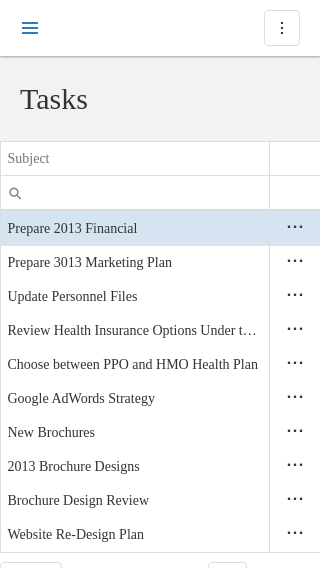 Tasks
Subject
Prepare 2013 Financial
Prepare 3013 Marketing Plan
Update Personnel Files
Review Health Insurance Options Under t…
Choose between PPO and HMO Health Plan
Google AdWords Strategy
New Brochures
2013 Brochure Designs
Brochure Design Review
Website Re-Design Plan